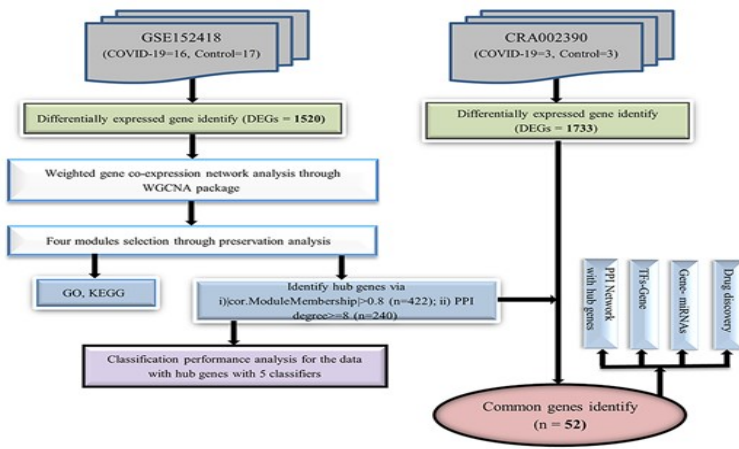 GSE152418
(COVID-19=16, Control=17)
CRA002390
(COVID-19=3, Control=3)
Differentially expressed gene identify (DEGs = 1520)
Differentially expressed gene identify
(DEGs = 1733)
Weighted gene co-expression network analysis through
WGCNA package
Four modules selection through preservation analysis
GO, KEGG
Identify hub genes via
i)|cor.ModuleMembership|>0.8 (n=422); ii) PPI
degree>=8 (n=240)
Classification performance analysis for the data
with hub genes with 5 classifiers
PPI Network
with hub genes
TFs-Gene
Gene- miRNAs
Drug discovery
Common genes identify
(n = 52)